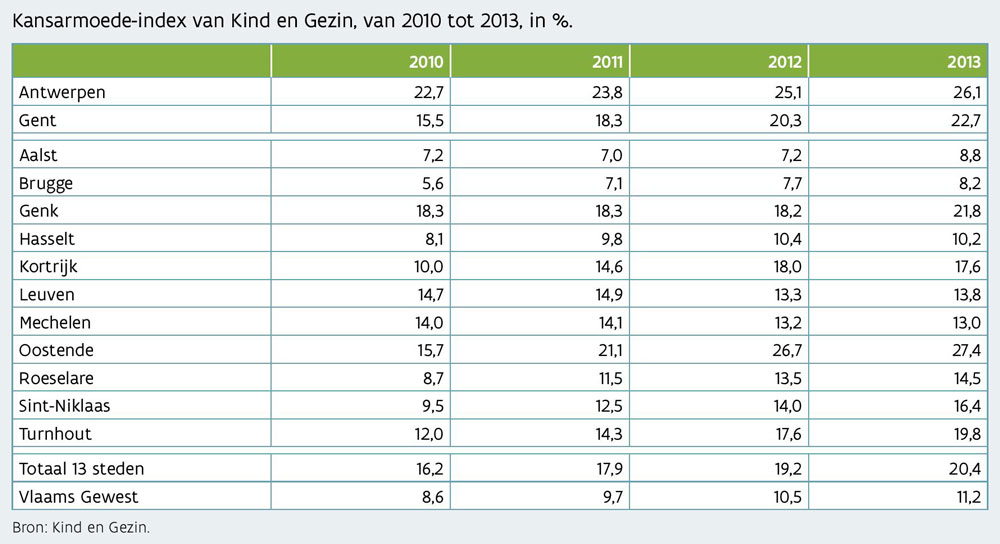 Kansarmoede-index van Kind en Gezin, van 2010 tot 2013, in %.
2010 2011 2012 2013
Antwerpen 22,7 23,8 25,1 26,1
Gent 15,5 18,3 20,3 22,7
Aalst 7,2 7,0 7,2 8,8
Brugge 5,6 7,1 7,7 8,2
Genk 18,3 18,3 18,2 21,8
Hasselt 8,1 9,8 10,4 10,2
Kortrijk 10,0 14,6 18,0 17,6
Leuven 14,7 14,9 13,3 13,8
Mechelen 14,0 14,1 13,2 13,0
Oostende 15,7 21,1 26,7 27,4
Roeselare 8,7 11,5 13,5 14,5
Sint-Niklaas 9,5 12,5 14,0 16,4
Turnhout 12,0 14,3 17,6 19,8
Totaal 13 steden 16,2 17,9 19,2 20,4
Vlaams Gewest 8,6 9,7 10,5 11,2
Bron: Kind en Gezin.